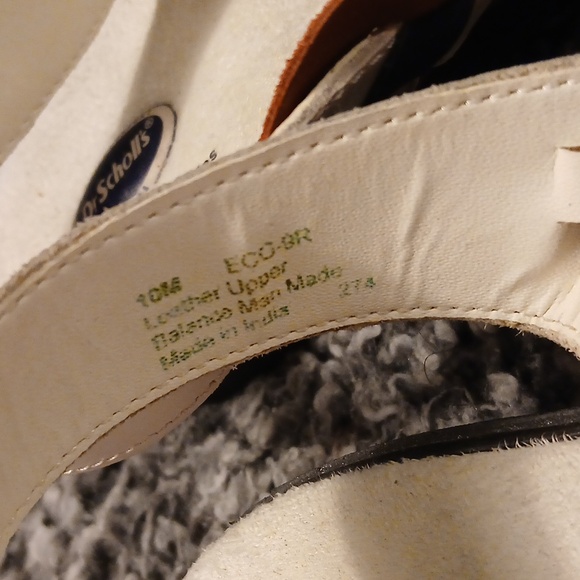 Dr Scholl's®
10M ECO-9R
Leather Upper
Balance Man Made 274
Made in India